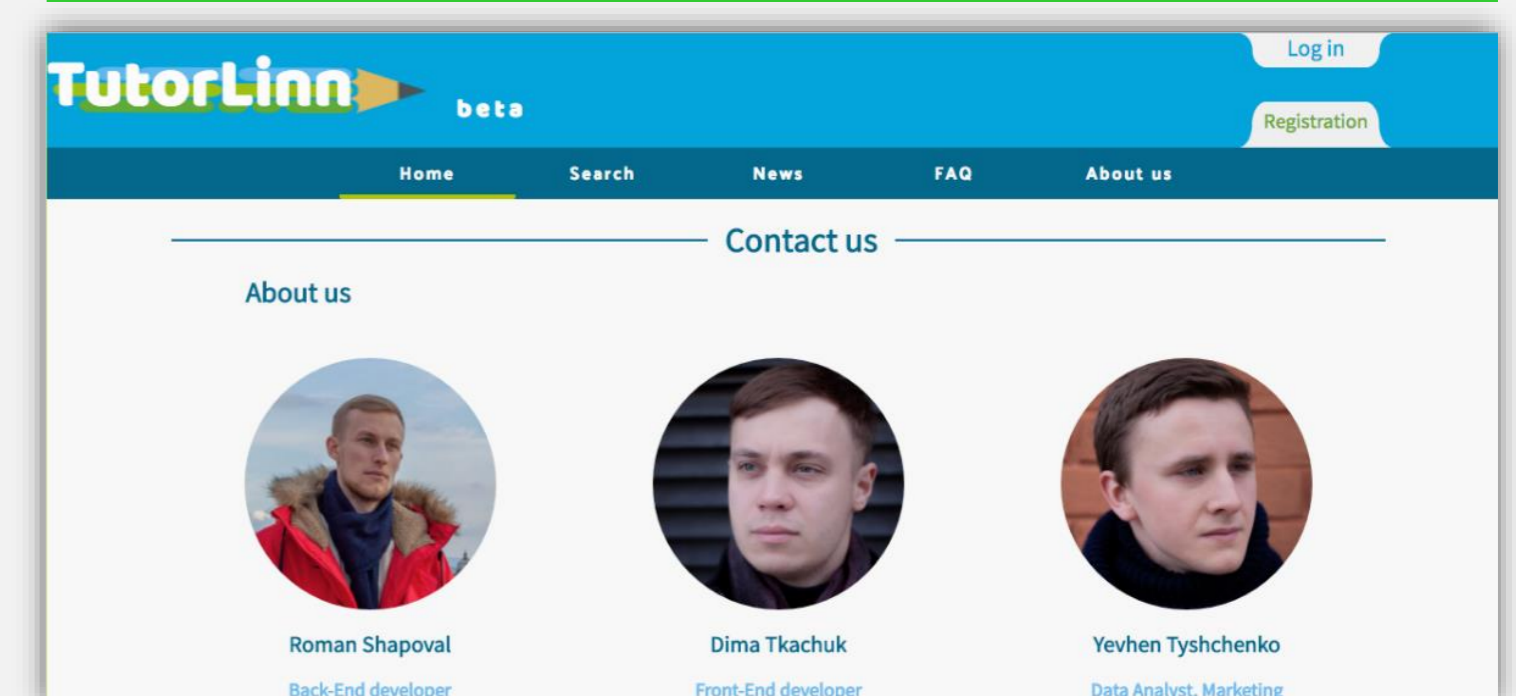 Log in
TutorLinn
beta
Registration
Home Search News FAQ About us
Contact us
About us
Roman Shapoval Dima Tkachuk Yevhen Tyshchenko
Back-End developer Front-End developer Data Analyst, Marketing